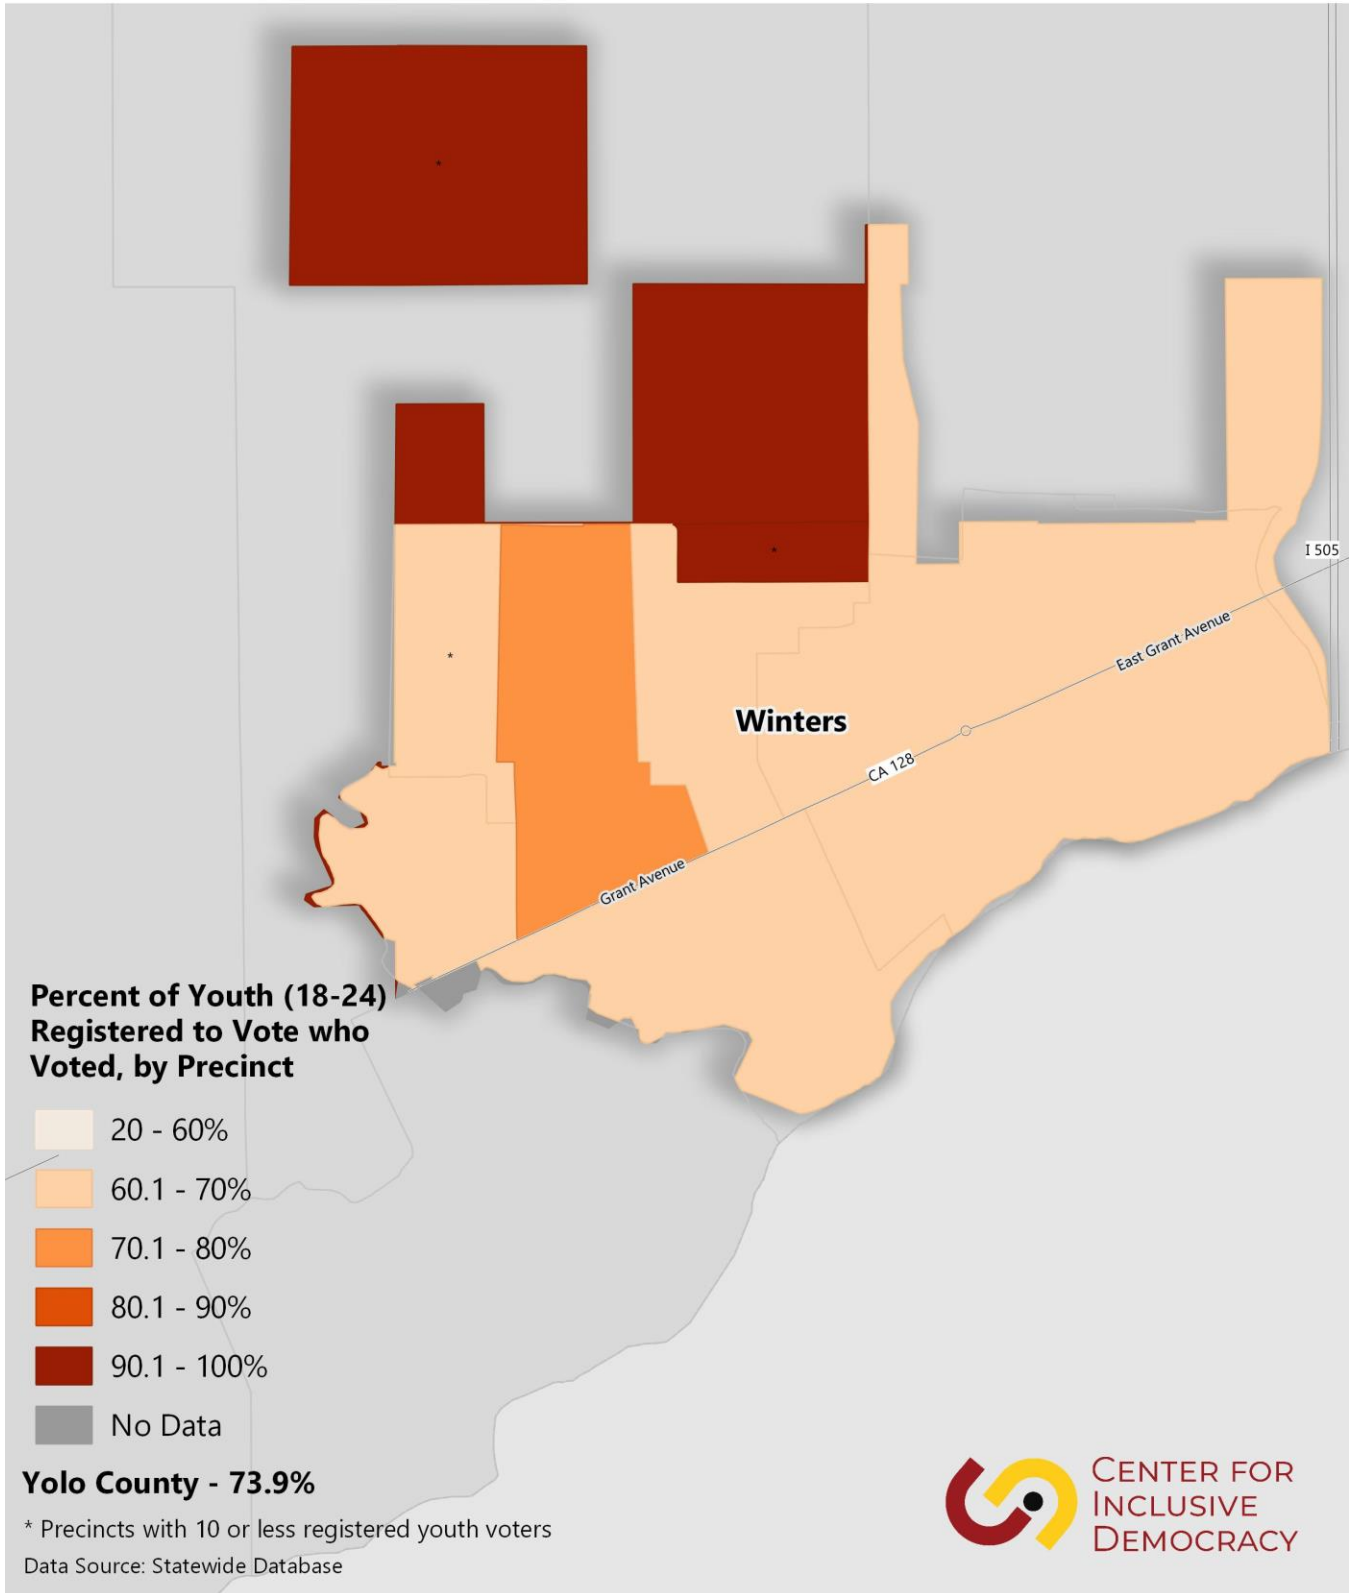 *
*
*
I 505
East Grant Avenue
Winters
CA 128
Grant Avenue
Percent of Youth (18-24)
Registered to Vote who
Voted, by Precinct
20 - 60%
60.1 - 70%
70.1 - 80%
80.1 - 90%
90.1 - 100%
No Data
Yolo County - 73.9%
* Precincts with 10 or less registered youth voters
Data Source: Statewide Database
CENTER FOR
INCLUSIVE
DEMOCRACY